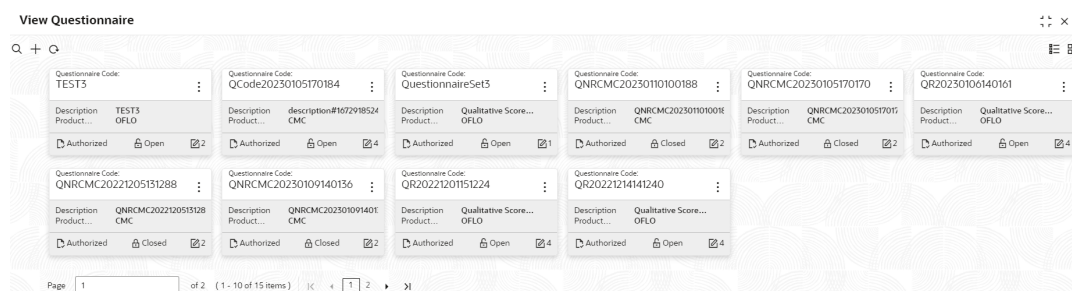 View Questionnaire
Questionnaire Code:
TEST3
Description TEST3
Product... OFLO
Authorized Open 2
Questionnaire Code:
QCode20230105170184
Description description#1672918524
Product... CMC
Authorized Open 4
Questionnaire Code:
QuestionnaireSet3
Description Qualitative Score...
Product... OFLO
Authorized Open 1
Questionnaire Code:
QNRCMC20230110100188
Description QNRCMC2023011010018
Product... CMC
Authorized Closed 2
Questionnaire Code:
QNRCMC20230105170170
Description QNRCMC2023010517017
Product... CMC
Authorized Closed 2
Questionnaire Code:
QR20230106140161
Description Qualitative Score...
Product... OFLO
Authorized Open 4
Questionnaire Code:
QNRCMC20221205131288
Description QNRCMC2022120513128
Product... CMC
Authorized Closed 2
Questionnaire Code:
QNRCMC20230109140136
Description QNRCMC202301091401
Product... CMC
Authorized Closed 2
Questionnaire Code:
QR20221201151224
Description Qualitative Score...
Product... OFLO
Authorized Open 4
Questionnaire Code:
QR20221214141240
Description Qualitative Score...
Product... OFLO
Authorized Open 4
Page 1 of 2 (1 - 10 of 15 items) 1 2